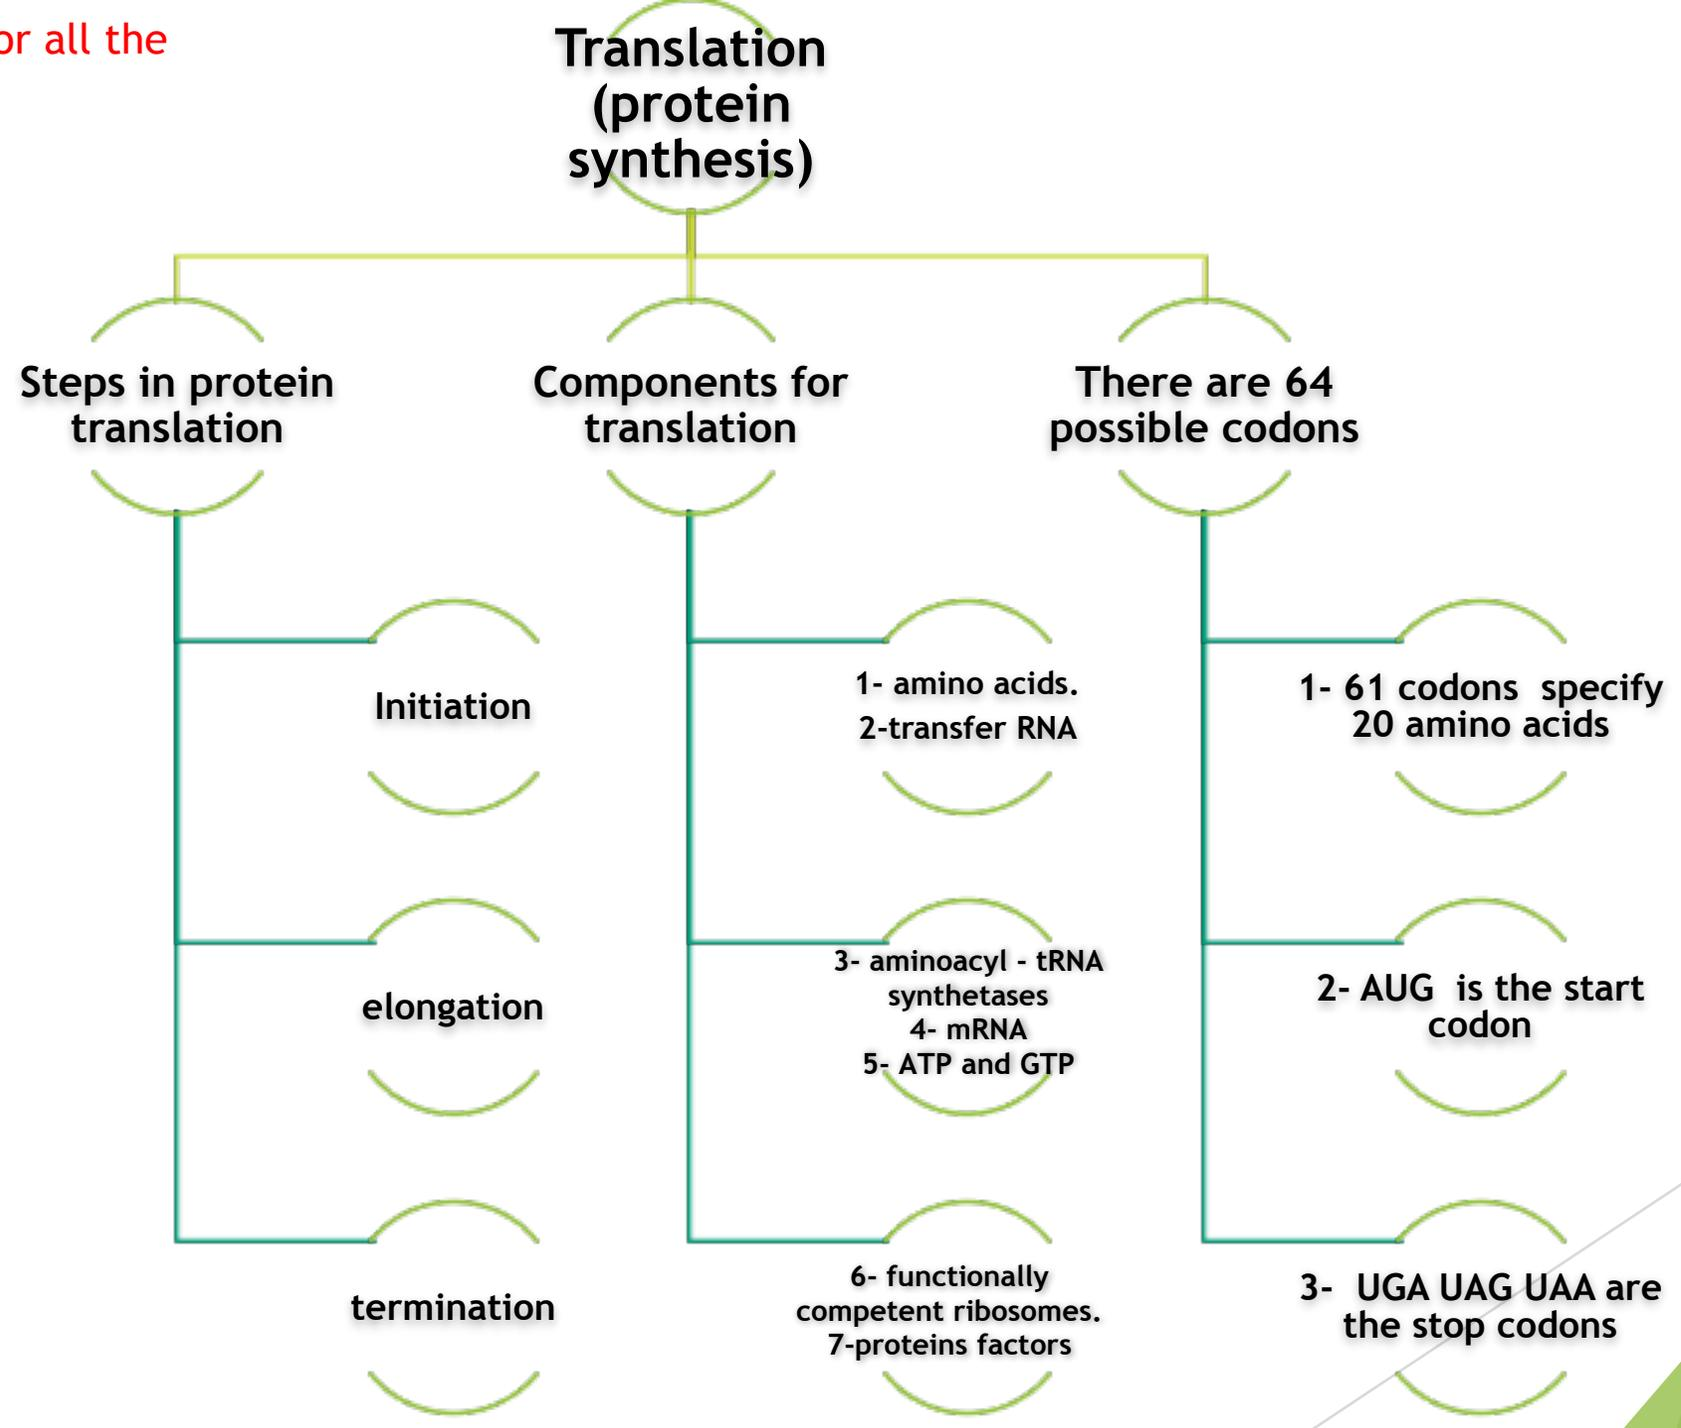 or all the
Translation
(protein
synthesis)
Steps in protein
translation
Components for
translation
There are 64
possible codons
Initiation
elongation
termination
1- amino acids.
2-transfer RNA
3- aminoacyl - tRNA
synthetases
4- mRNA
5- ATP and GTP
6- functionally
competent ribosomes.
7-proteins factors
1- 61 codons  specify
20 amino acids
2- AUG  is the start
codon
3-  UGA UAG UAA are
the stop codons